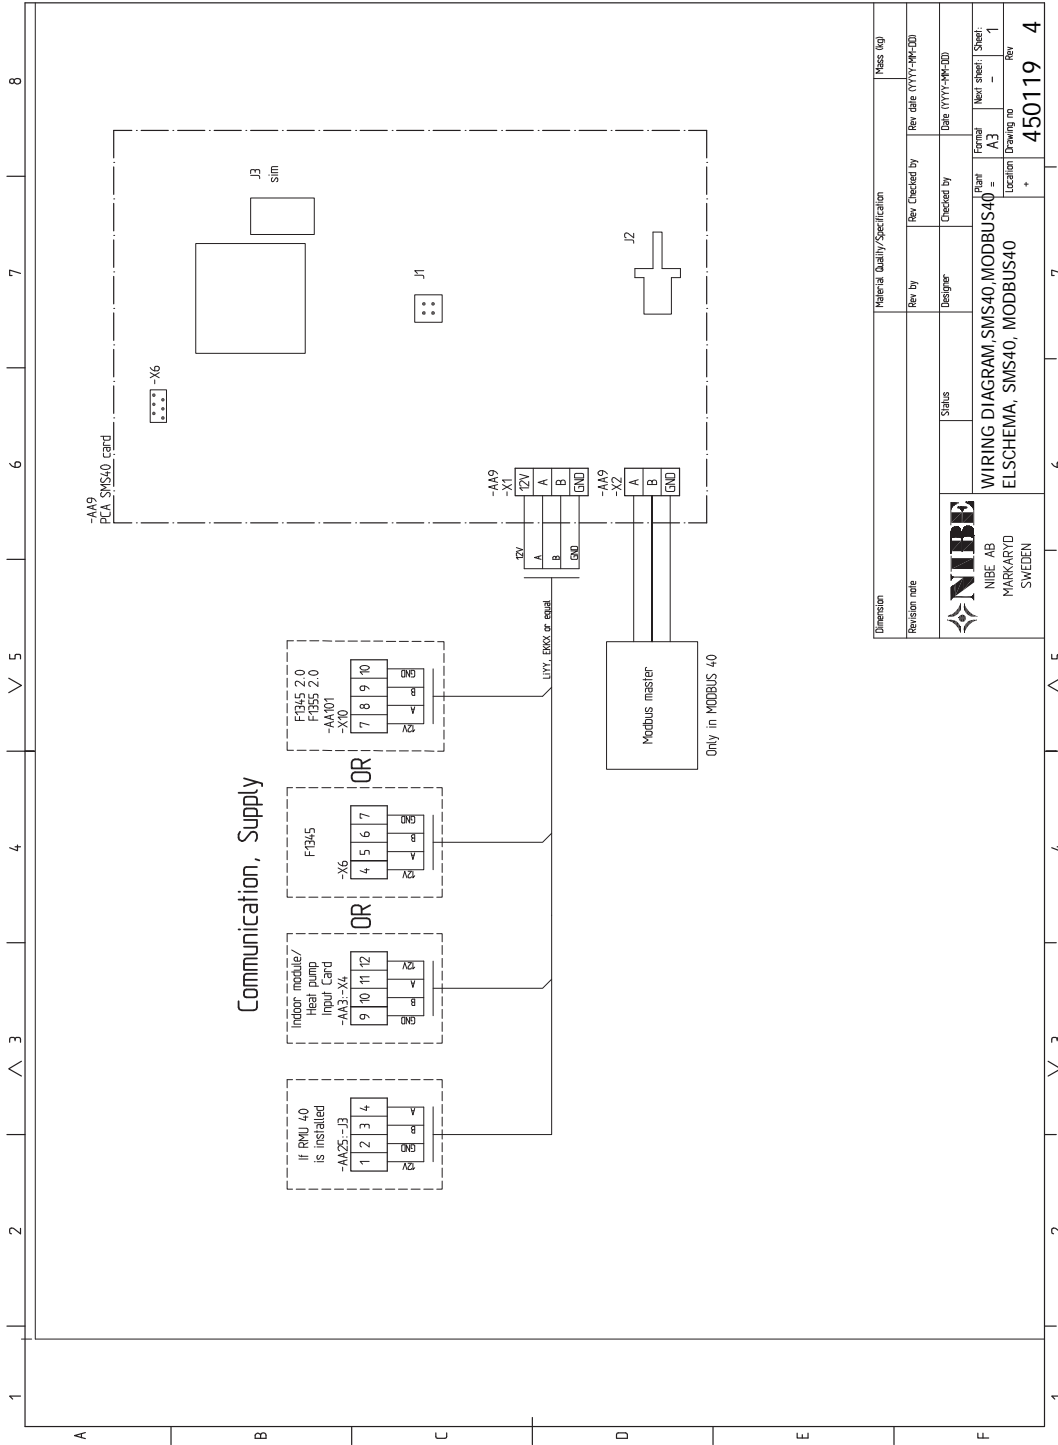 1
2
3
4
5
6
7
8
A
B
C
D
E
F
Communication, Supply
If RMU 40
is installed
-AA25:-J3
1 2 3 4
12V GND B A
Indoor module/
Heat pump
Input Card
-AA3:-X4
9 10 11 12
GND B A 12V
OR
F1345
-X6
4 5 6 7
12V A B GND
OR
F1345 2.0
F1355 2.0
-AA101
-X10
7 8 9 10
12V A B GND
LiYY, EKKX or equal
12V
A
B
GND
-AA9
PCA SMS40 card
-X6
J3
sim
J1
J2
-AA9
-X1
12V
A
B
GND
-AA9
-X2
A
B
GND
Modbus master
Only in MODBUS 40
Dimension
Material Quality/Specification
Mass (kg)
Revision note
Rev by
Rev Checked by
Rev date (YYYY-MM-DD)
Status
Designer
Checked by
Date (YYYY-MM-DD)
NIBE
NIBE AB
MARKARYD
SWEDEN
WIRING DIAGRAM,SMS40,MODBUS40
ELSCHEMA, SMS40, MODBUS40
Plant
=
Format
A3
Next sheet:
-
Sheet:
1
Location
+
Drawing no
450119
Rev
4
1
2
3
4
5
6
7